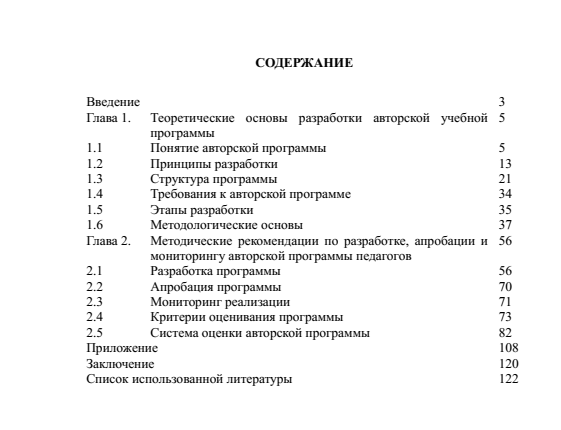 СОДЕРЖАНИЕ
Введение 3
Глава 1. Теоретические основы разработки авторской учебной 5
программы
1.1 Понятие авторской программы 5
1.2 Принципы разработки 13
1.3 Структура программы 21
1.4 Требования к авторской программе 34
1.5 Этапы разработки 35
1.6 Методологические основы 37
Глава 2. Методические рекомендации по разработке, апробации и 56
мониторингу авторской программы педагогов
2.1 Разработка программы 56
2.2 Апробация программы 70
2.3 Мониторинг реализации 71
2.4 Критерии оценивания программы 73
2.5 Система оценки авторской программы 82
Приложение 108
Заключение 120
Список использованной литературы 122